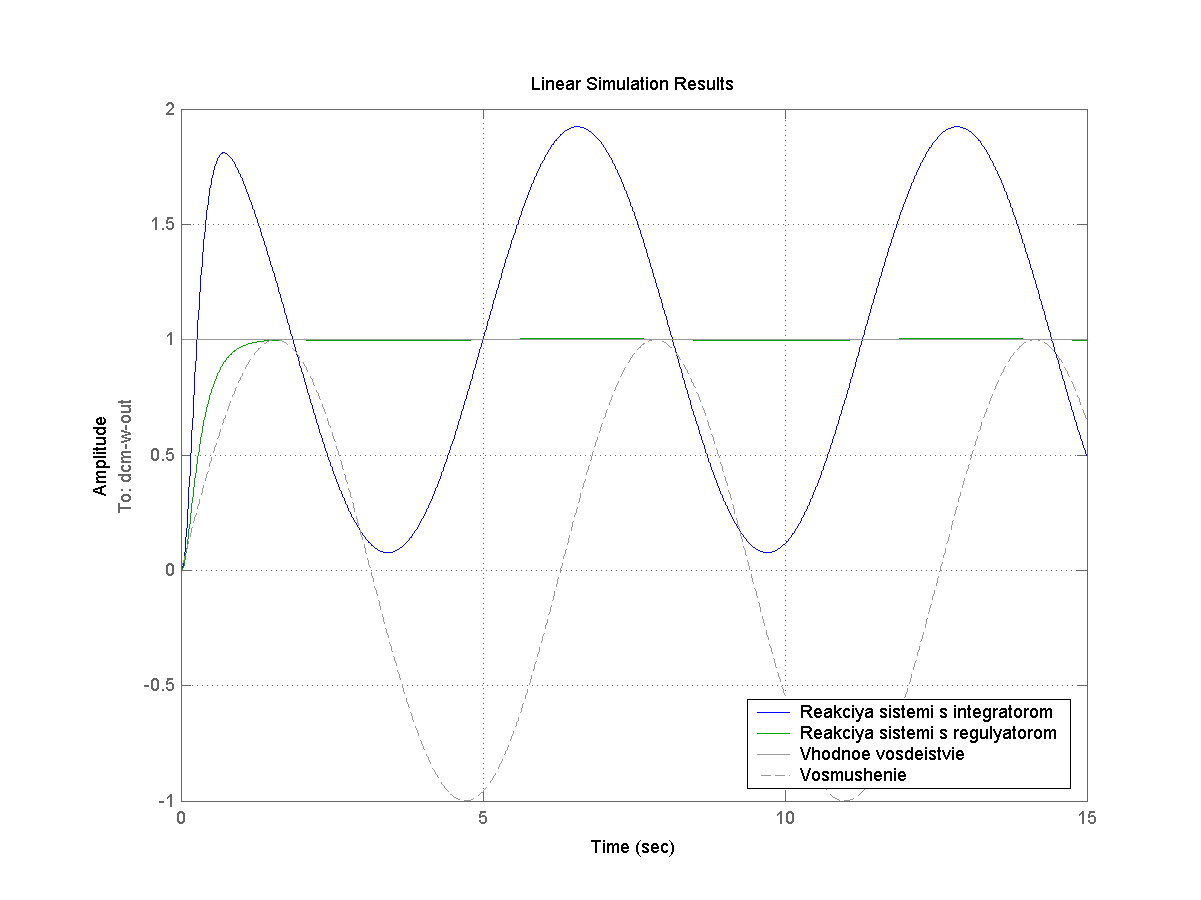 Linear Simulation Results
2
1.5
1
0.5
0
-0.5
-1
Amplitude
To: dcm-w-out
Reakciya sistemi s integratorom
Reakciya sistemi s regulyatorom
Vhodnoe vosdeistvie
Vosmushenie
0 5 10 15
Time (sec)